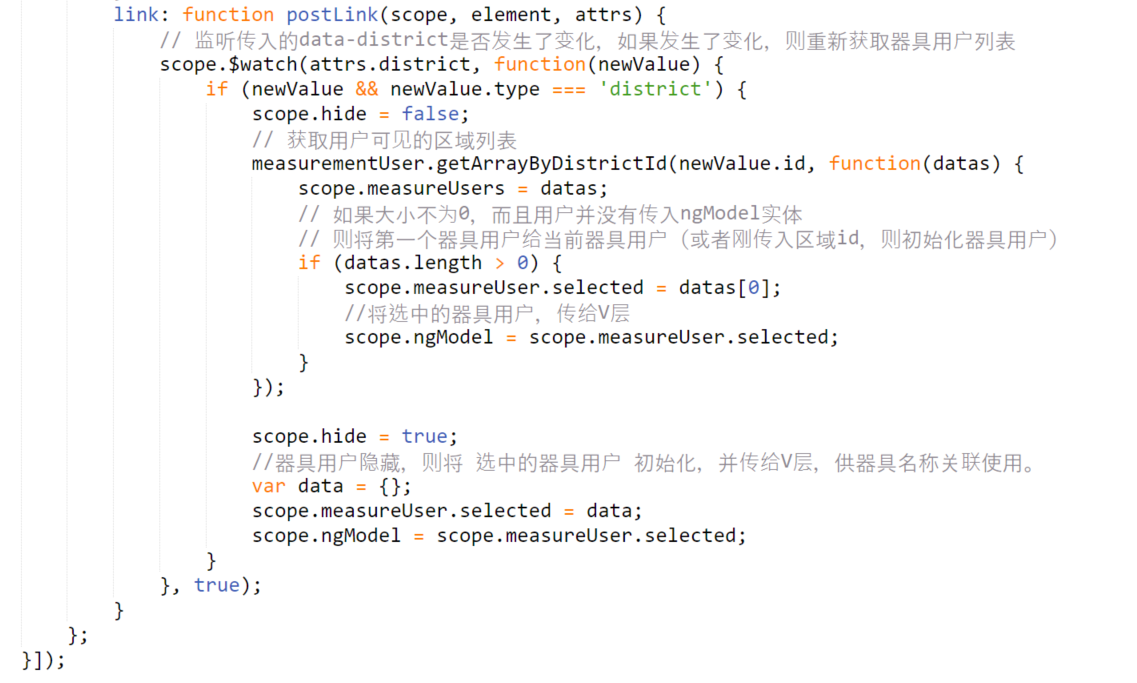 link: function postLink(scope, element, attrs) {
// 监听传入的data-district是否发生了变化, 如果发生了变化, 则重新获取器具用户列表
scope.$watch(attrs.district, function(newValue) {
if (newValue && newValue.type === 'district') {
scope.hide = false;
// 获取用户可见的区域列表
measurementUser.getArrayByDistrictId(newValue.id, function(datas) {
scope.measureUsers = datas;
// 如果大小不为0, 而且用户并没有传入ngModel实体
// 则将第一个器具用户给当前器具用户（或者刚传入区域id, 则初始化器具用户）
if (datas.length > 0) {
scope.measureUser.selected = datas[0];
//将选中的器具用户, 传给V层
scope.ngModel = scope.measureUser.selected;
}
});
scope.hide = true;
//器具用户隐藏, 则将 选中的器具用户 初始化, 并传给V层, 供器具名称关联使用。
var data = {};
scope.measureUser.selected = data;
scope.ngModel = scope.measureUser.selected;
}
}, true);
}
};
}]);